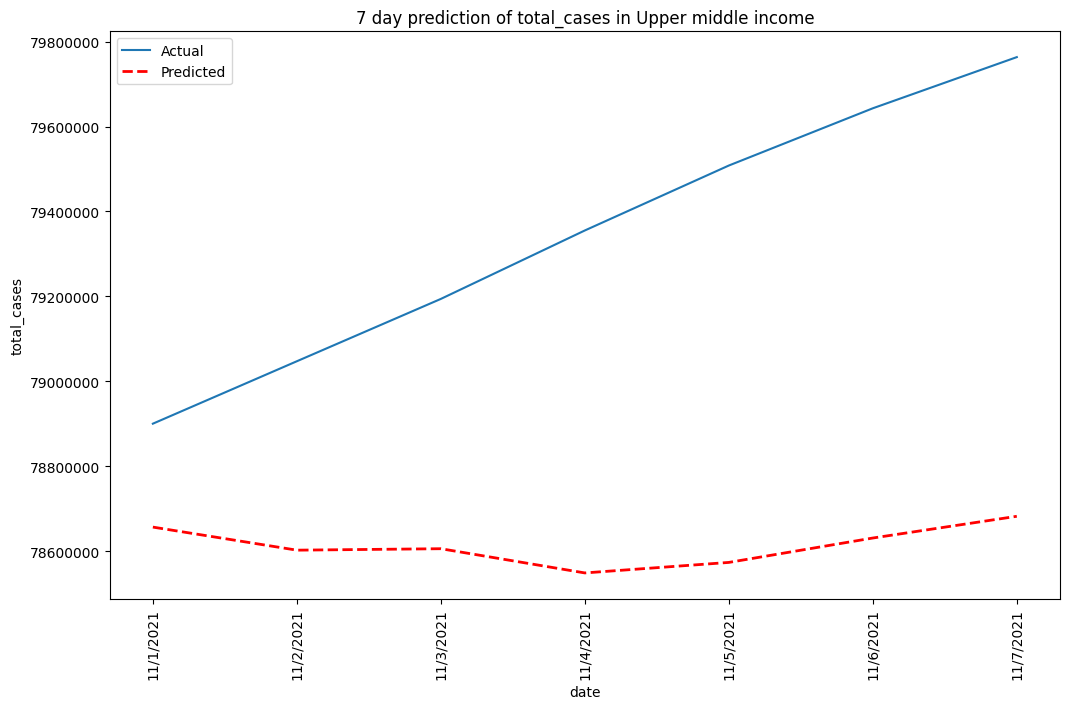 7 day prediction of total_cases in Upper middle income
Actual
Predicted
79800000
79600000
79400000
79200000
79000000
78800000
78600000
total_cases
11/1/2021
11/2/2021
11/3/2021
11/4/2021
11/5/2021
11/6/2021
11/7/2021
date